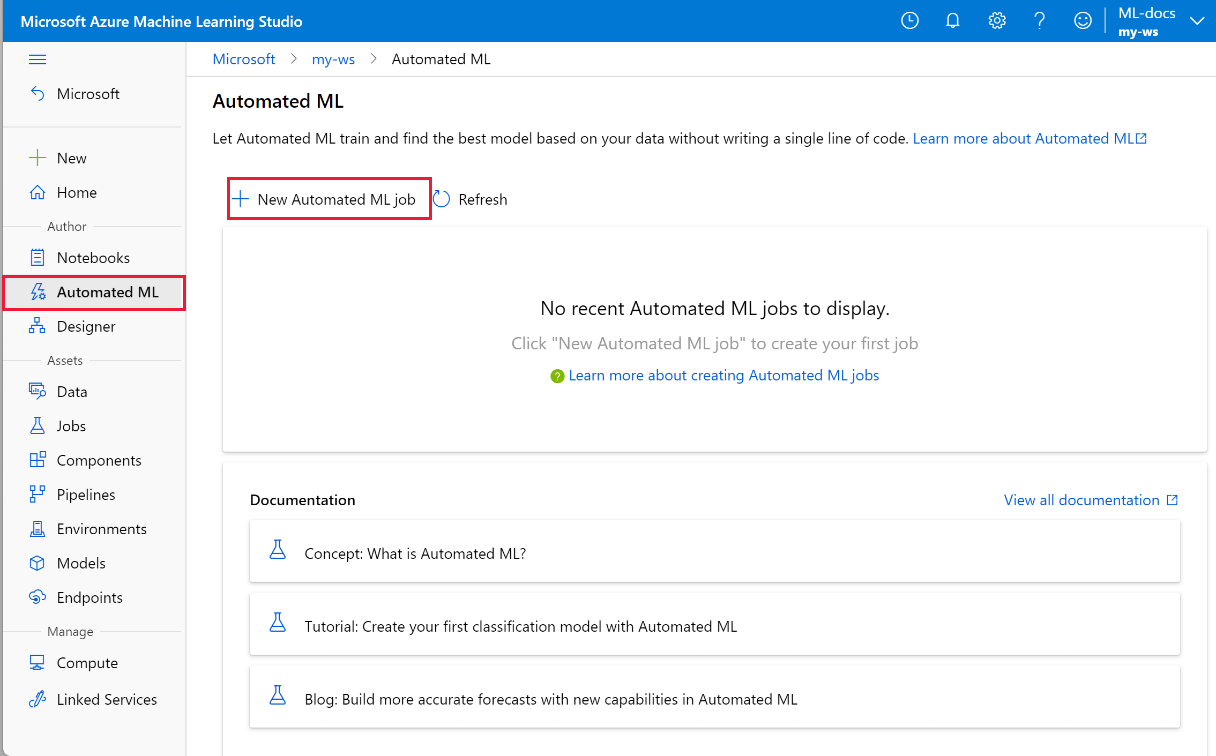 Microsoft Azure Machine Learning Studio
ML-docs
my-ws
Microsoft
New
Home
Author
Notebooks
Automated ML
Designer
Assets
Data
Jobs
Components
Pipelines
Environments
Models
Endpoints
Manage
Compute
Linked Services
Microsoft > my-ws > Automated ML
Automated ML
Let Automated ML train and find the best model based on your data without writing a single line of code. Learn more about Automated ML
New Automated ML job Refresh
No recent Automated ML jobs to display.
Click "New Automated ML job" to create your first job
Learn more about creating Automated ML jobs
Documentation View all documentation
Concept: What is Automated ML?
Tutorial: Create your first classification model with Automated ML
Blog: Build more accurate forecasts with new capabilities in Automated ML